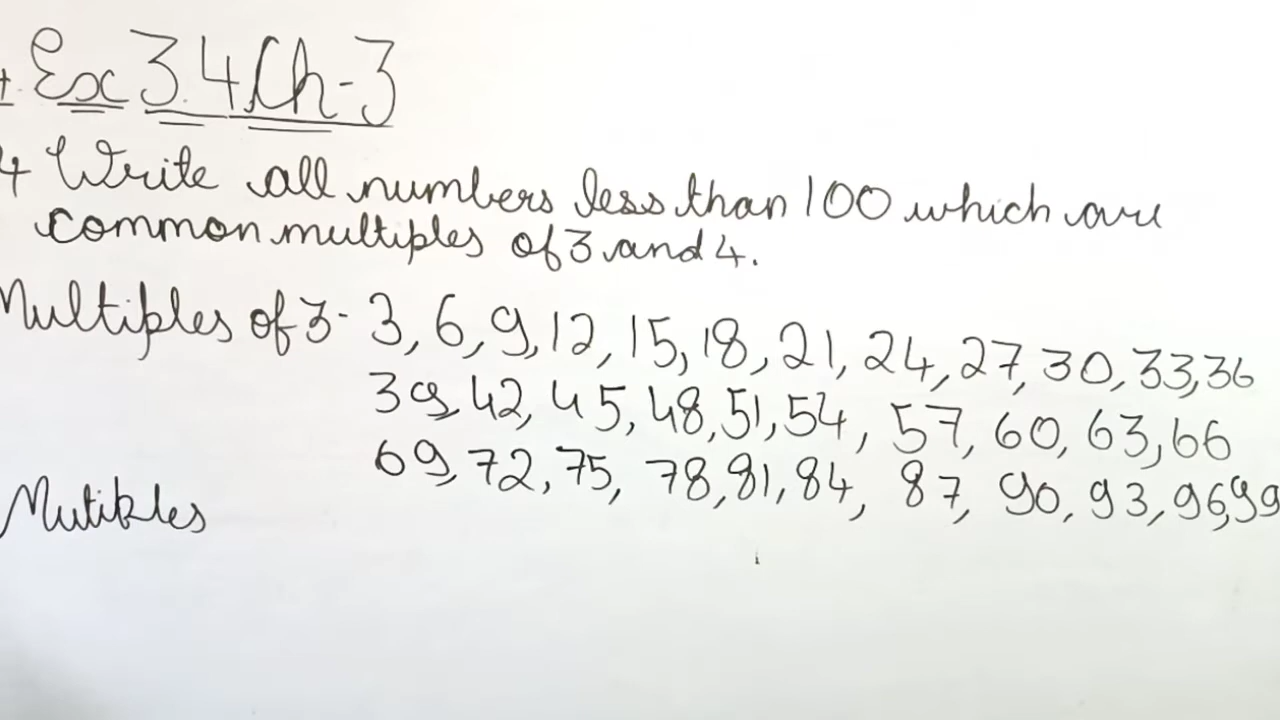 Ex 3.4 Ch-3
4 Write all numbers less than 100 which are
common multiples of 3 and 4.
Multiples of 3- 3, 6, 9, 12, 15, 18, 21, 24, 27, 30, 33, 36
39, 42, 45, 48, 51, 54, 57, 60, 63, 66
69, 72, 75, 78, 81, 84, 87, 90, 93, 96, 99
Mutikles